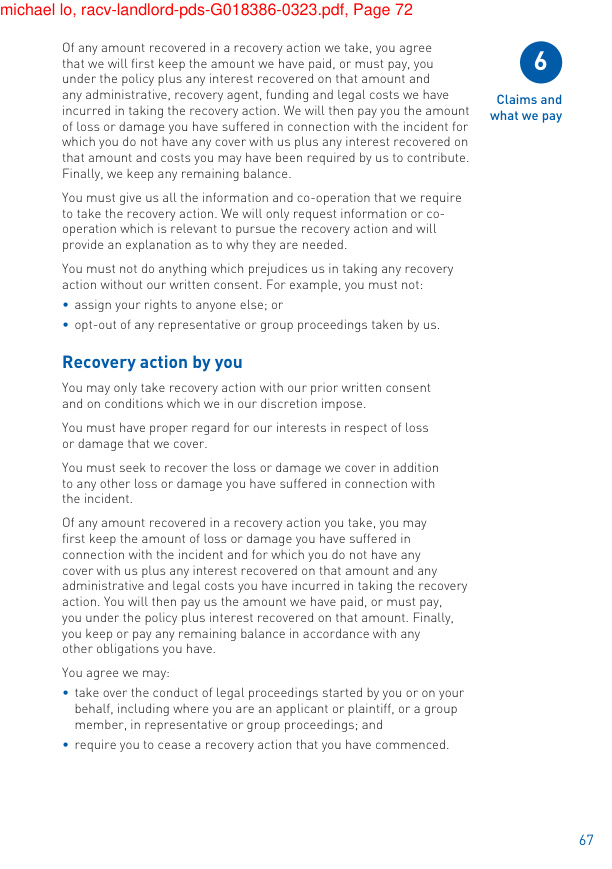 michael lo, racv-landlord-pds-G018386-0323.pdf, Page 72
Of any amount recovered in a recovery action we take, you agree
that we will first keep the amount we have paid, or must pay, you
under the policy plus any interest recovered on that amount and
any administrative, recovery agent, funding and legal costs we have
incurred in taking the recovery action. We will then pay you the amount
of loss or damage you have suffered in connection with the incident for
which you do not have any cover with us plus any interest recovered on
that amount and costs you may have been required by us to contribute.
Finally, we keep any remaining balance.
You must give us all the information and co-operation that we require
to take the recovery action. We will only request information or co-
operation which is relevant to pursue the recovery action and will
provide an explanation as to why they are needed.
You must not do anything which prejudices us in taking any recovery
action without our written consent. For example, you must not:
• assign your rights to anyone else; or
• opt-out of any representative or group proceedings taken by us.
Recovery action by you
You may only take recovery action with our prior written consent
and on conditions which we in our discretion impose.
You must have proper regard for our interests in respect of loss
or damage that we cover.
You must seek to recover the loss or damage we cover in addition
to any other loss or damage you have suffered in connection with
the incident.
Of any amount recovered in a recovery action you take, you may
first keep the amount of loss or damage you have suffered in
connection with the incident and for which you do not have any
cover with us plus any interest recovered on that amount and any
administrative and legal costs you have incurred in taking the recovery
action. You will then pay us the amount we have paid, or must pay,
you under the policy plus interest recovered on that amount. Finally,
you keep or pay any remaining balance in accordance with any
other obligations you have.
You agree we may:
• take over the conduct of legal proceedings started by you or on your
behalf, including where you are an applicant or plaintiff, or a group
member, in representative or group proceedings; and
• require you to cease a recovery action that you have commenced.
6
Claims and
what we pay
67